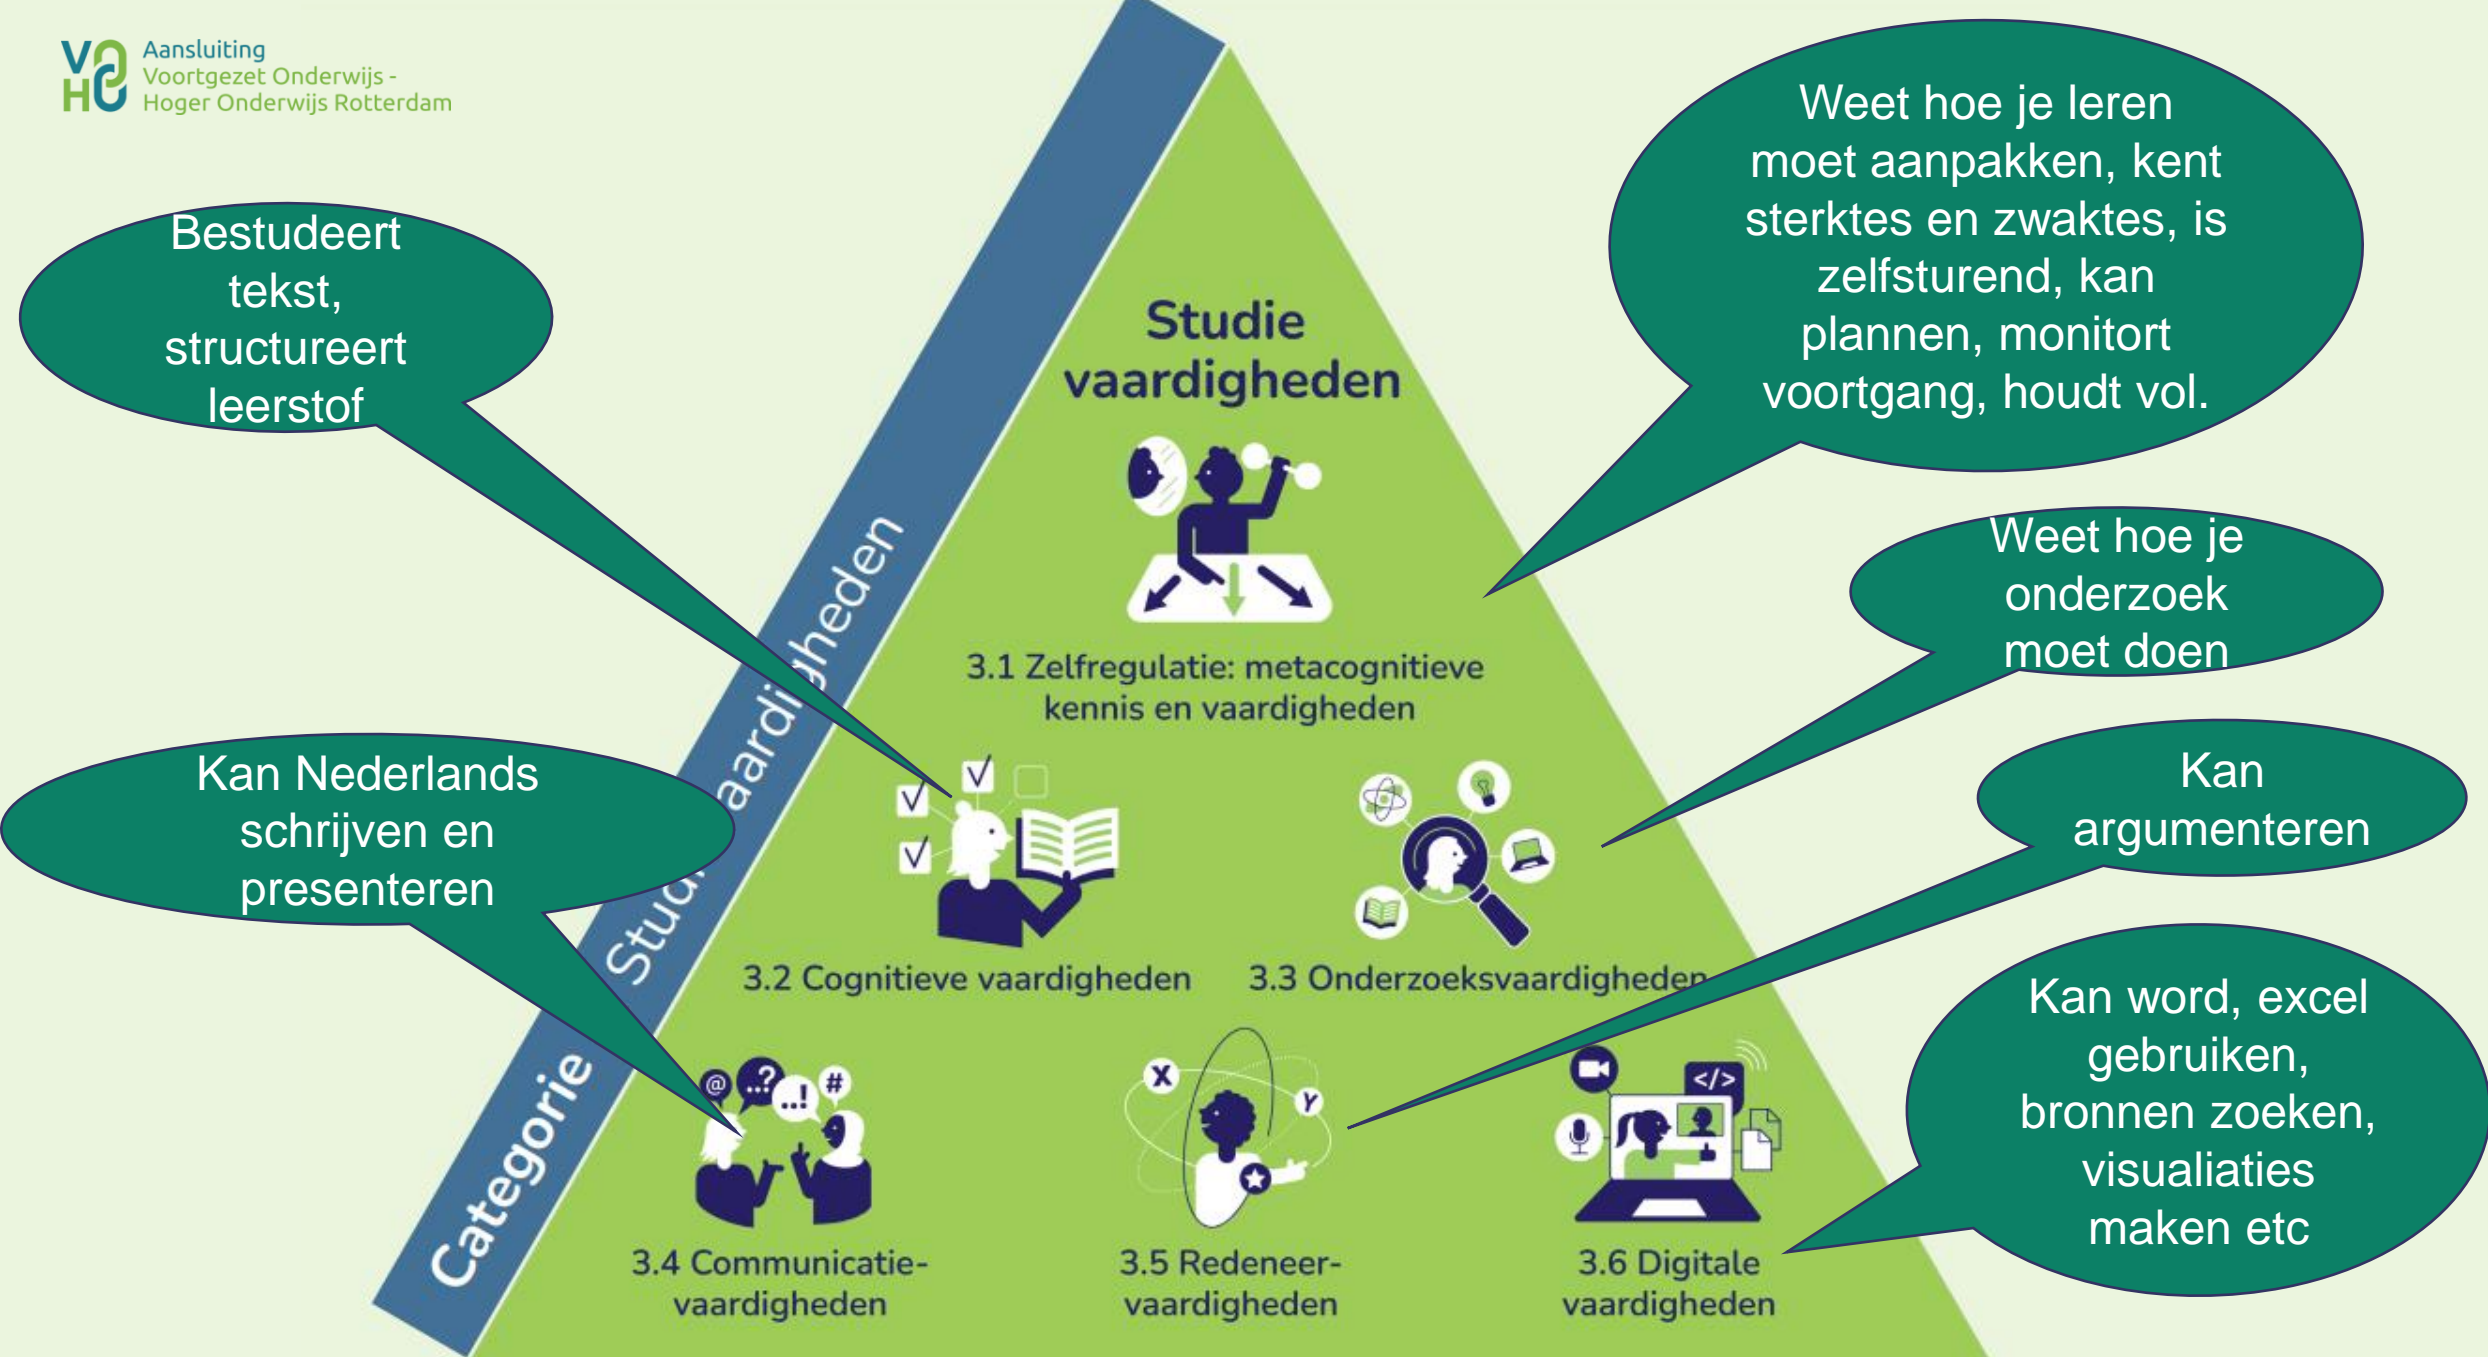 VO
HO
Aansluiting
Voortgezet Onderwijs -
Hoger Onderwijs Rotterdam
Bestudeert
tekst,
structureert
leerstof
Weet hoe je leren
moet aanpakken, kent
sterktes en zwaktes, is
zelfsturend, kan
plannen, monitort
voortgang, houdt vol.
Studie
vaardigheden
3.1 Zelfregulatie: metacognitieve
kennis en vaardigheden
Weet hoe je
onderzoek
moet doen
Kan Nederlands
schrijven en
presenteren
Kan
argumenteren
3.2 Cognitieve vaardigheden
3.3 Onderzoeksvaardigheden
Kan word, excel
gebruiken,
bronnen zoeken,
visualiaties
maken etc
@ ..? ..! #
X
Y
</>
3.4 Communicatie-
vaardigheden
3.5 Redeneer-
vaardigheden
3.6 Digitale
vaardigheden
Categorie